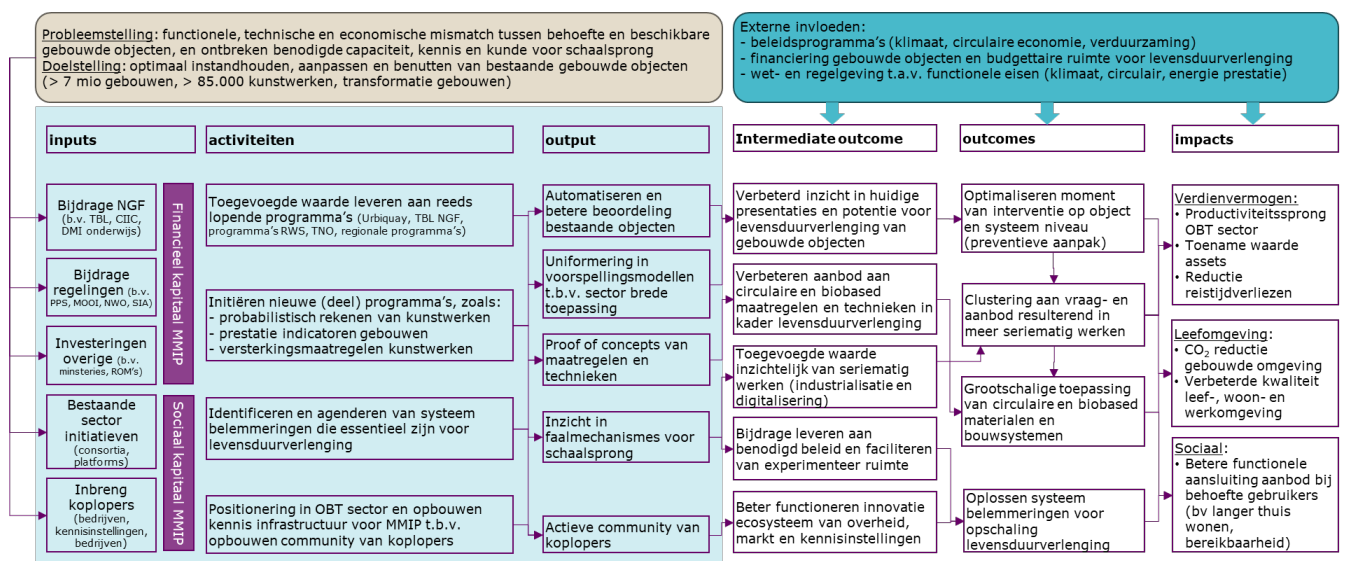 Probleemstelling: functionele, technische en economische mismatch tussen behoefte en beschikbare
gebouwde objecten, en ontbreken benodigde capaciteit, kennis en kunde voor schaalsprong
Doelstelling: optimaal instandhouden, aanpassen en benutten van bestaande gebouwde objecten
(> 7 mio gebouwen, > 85.000 kunstwerken, transformatie gebouwen)
Externe invloeden:
- beleidsprogramma's (klimaat, circulaire economie, verduurzaming)
- financiering gebouwde objecten en budgettaire ruimte voor levensduurverlenging
- wet- en regelgeving t.a.v. functionele eisen (klimaat, circulair, energie prestatie)
inputs
activiteiten
output
Intermediate outcome
outcomes
impacts
Bijdrage NGF
(b.v. TBL, CIIC,
DMI onderwijs)
Bijdrage
regelingen (b.v.
PPS, MOOI, NWO, SIA)
Investeringen
overige (b.v.
minsteries, ROM's)
Bestaande
sector
initiatieven
(consortia,
platforms)
Inbreng
koplopers
(bedrijven,
kennisinstellingen,
bedrijven)
Financieel kapitaal MMIP
Sociaal kapitaal MMIP
Toegevoegde waarde leveren aan reeds
lopende programma's (Urbiquay, TBL NGF,
programma's RWS, TNO, regionale programma's)
Initiëren nieuwe (deel) programma's, zoals:
- probabilistisch rekenen van kunstwerken
- prestatie indicatoren gebouwen
- versterkingsmaatregelen kunstwerken
Identificeren en agenderen van systeem
belemmeringen die essentieel zijn voor
levensduurverlenging
Positionering in OBT sector en opbouwen
kennis infrastructuur voor MMIP t.b.v.
opbouwen community van koplopers
Automatiseren en
betere beoordeling
bestaande objecten
Uniformering in
voorspellingsmodellen
t.b.v. sector brede
toepassing
Proof of concepts van
maatregelen en
technieken
Inzicht in
faalmechanismes voor
schaalsprong
Actieve community van
koplopers
Verbeterd inzicht in huidige
presentaties en potentie voor
levensduurverlenging van
gebouwde objecten
Verbeteren aanbod aan
circulaire en biobased
maatregelen en technieken in
kader levensduurverlenging
Toegevoegde waarde
inzichtelijk van seriematig
werken (industrialisatie en
digitalisering)
Bijdrage leveren aan
benodigd beleid en faciliteren
van experimenteer ruimte
Beter functioneren innovatie
ecosysteem van overheid,
markt en kennisinstellingen
Optimaliseren moment
van interventie op object
en systeem niveau
(preventieve aanpak)
Clustering aan vraag- en
aanbod resulterend in
meer seriematig werken
Grootschalige toepassing
van circulaire en biobased
materialen en
bouwsystemen
Oplossen systeem
belemmeringen voor
opschaling
levensduurverlenging
Verdienvermogen:
• Productiviteitssprong
OBT sector
• Toename waarde
assets
• Reductie
reistijdverliezen
Leefomgeving:
• CO2 reductie
gebouwde omgeving
• Verbeterde kwaliteit
leef-, woon- en
werkomgeving
Sociaal:
• Betere functionele
aansluiting aanbod bij
behoefte gebruikers
(bv langer thuis
wonen,
bereikbaarheid)